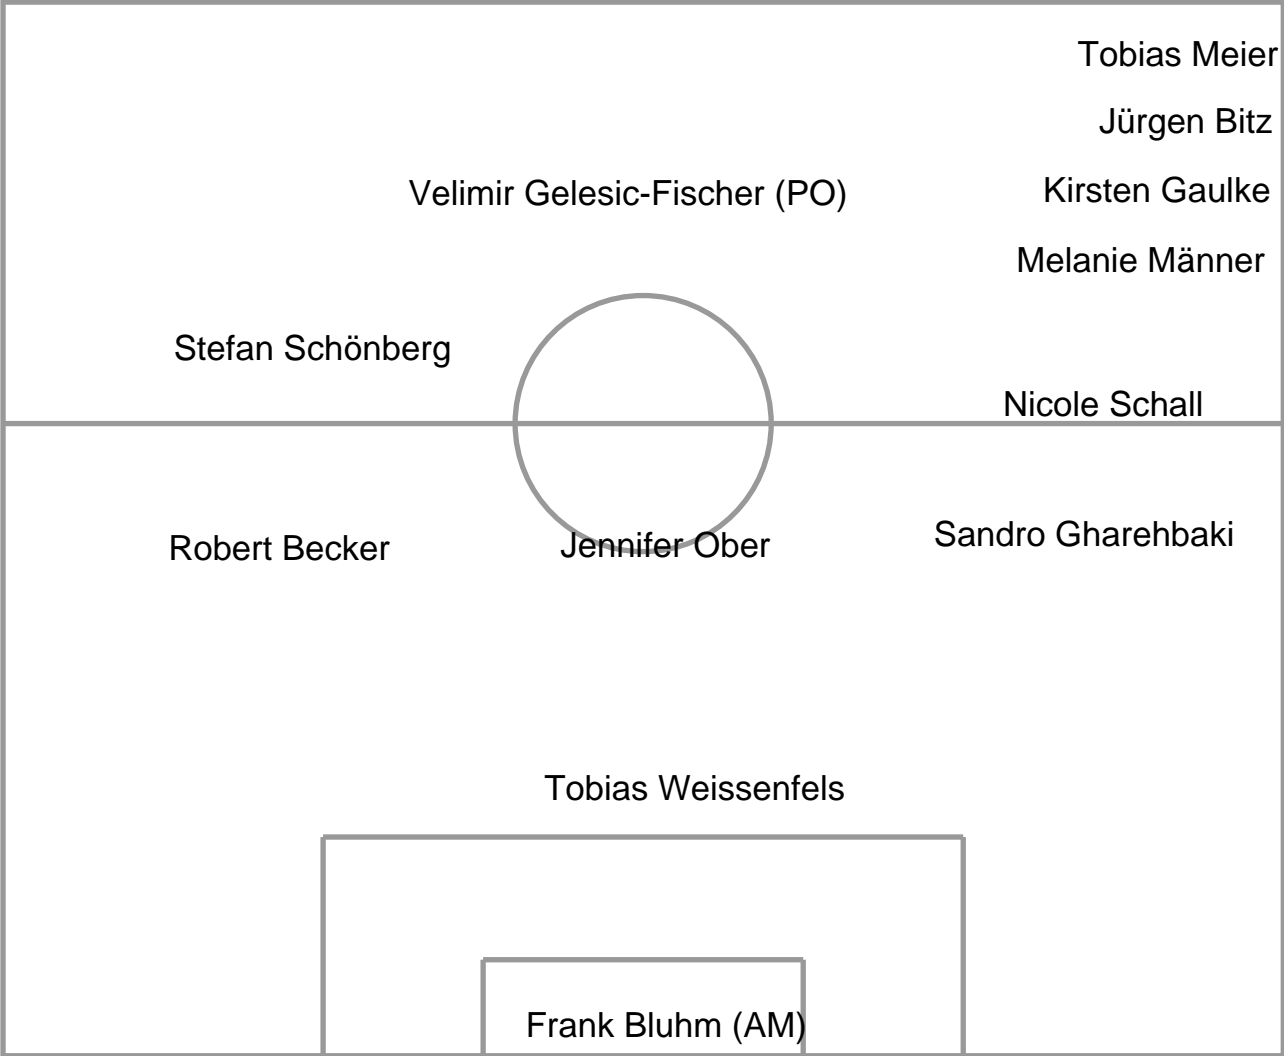 Tobias Meier
Jürgen Bitz
Velimir Gelesic-Fischer (PO)
Kirsten Gaulke
Melanie Männer
Stefan Schönberg
Nicole Schall
Robert Becker
Jennifer Ober
Sandro Gharehbaki
Tobias Weissenfels
Frank Bluhm (AM)